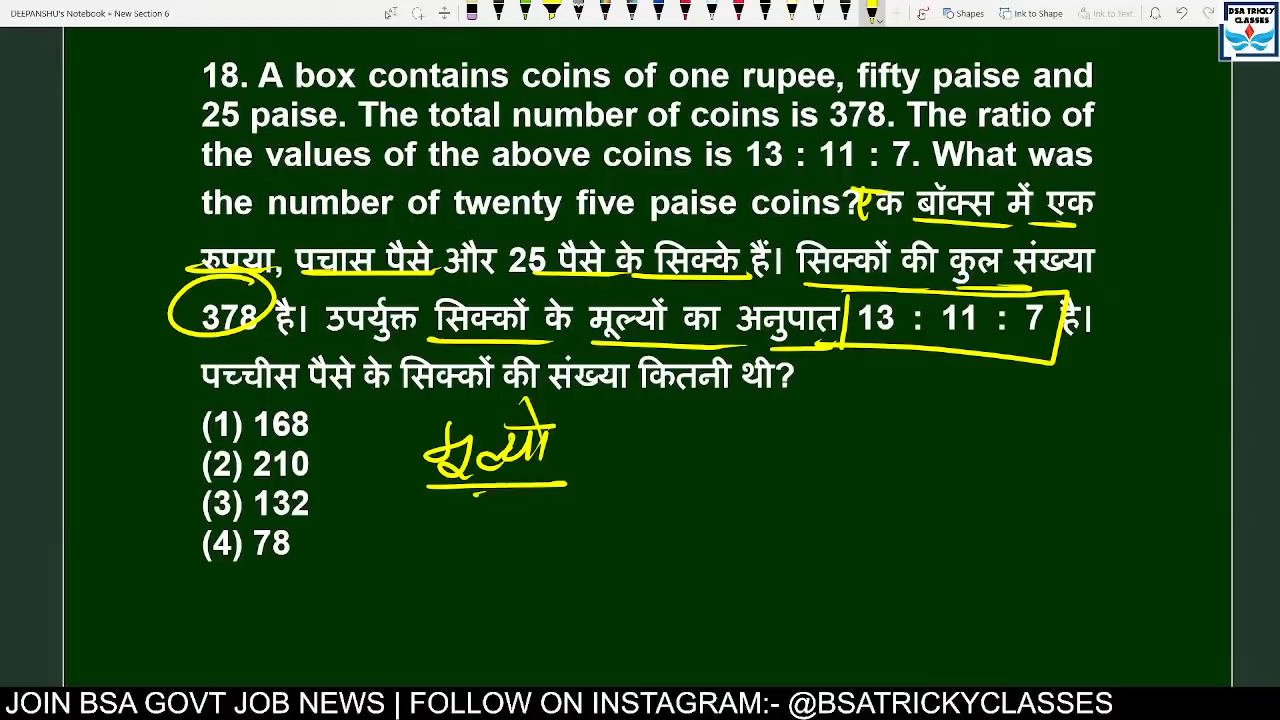 DEEPANSHU's Notebook » New Section 6
Shapes
Ink to Shape
Ink to Text
BSA TRICKY
CLASSES
18. A box contains coins of one rupee, fifty paise and
25 paise. The total number of coins is 378. The ratio of
the values of the above coins is 13 : 11 : 7. What was
the number of twenty five paise coins? एक बॉक्स में एक
रुपया, पचास पैसे और 25 पैसे के सिक्के हैं। सिक्कों की कुल संख्या
378 है। उपर्युक्त सिक्कों के मूल्यों का अनुपात 13 : 11 : 7 है।
पच्चीस पैसे के सिक्कों की संख्या कितनी थी?
(1) 168
(2) 210
(3) 132
(4) 78
मूल्यो
JOIN BSA GOVT JOB NEWS | FOLLOW ON INSTAGRAM:- @BSATRICKYCLASSES